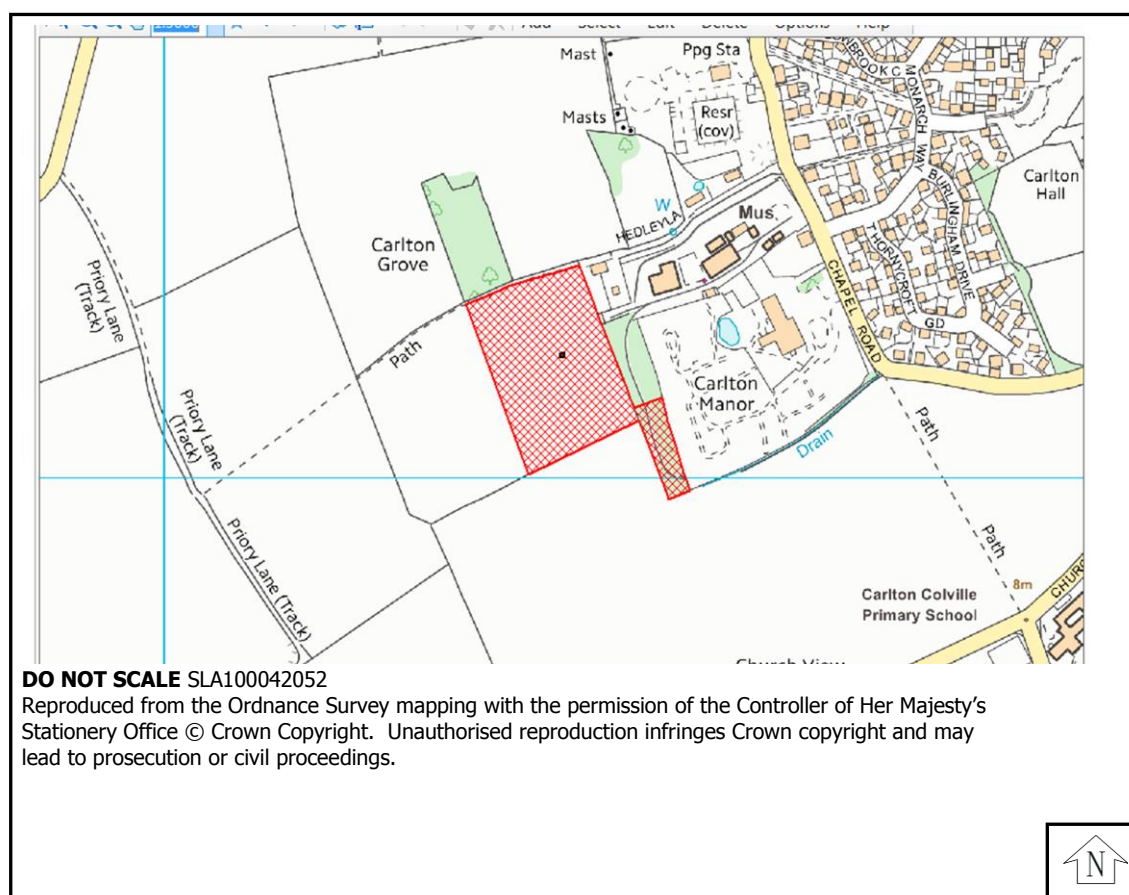 Add Select Edit Delete Options Help
Mast
Ppg Sta
Masts
Resr
(cov)
MONARCH WAY
BURLINGHAM DRIVE
Carlton
Hall
W
HEDLEYLA
Mus
Carlton
Grove
THORNYCROFT
GD
CHAPEL ROAD
Priory Lane
(Track)
Path
Carlton
Manor
Priory Lane
(Track)
Path
Drain
Priory Lane (Track)
Path
8m
Carlton Colville
Primary School
Church View
DO NOT SCALE SLA100042052
Reproduced from the Ordnance Survey mapping with the permission of the Controller of Her Majesty's
Stationery Office © Crown Copyright. Unauthorised reproduction infringes Crown copyright and may
lead to prosecution or civil proceedings.
N